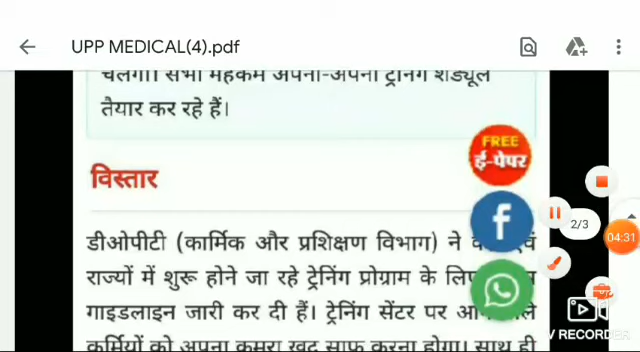 UPP MEDICAL(4).pdf
चलेगा। सभी महकमे अपना-अपना ट्रेनिंग शेड्यूल
तैयार कर रहे हैं।
FREE
ई-पेपर
विस्तार
2/3
04:31
डीओपीटी (कार्मिक और प्रशिक्षण विभाग) ने
राज्यों में शुरू होने जा रहे ट्रेनिंग प्रोग्राम के
गाइडलाइन जारी कर दी हैं। ट्रेनिंग सेंटर पर
V RECORDER
कर्मियों को अपना कमरा खुद साफ करना होगा। साथ ही